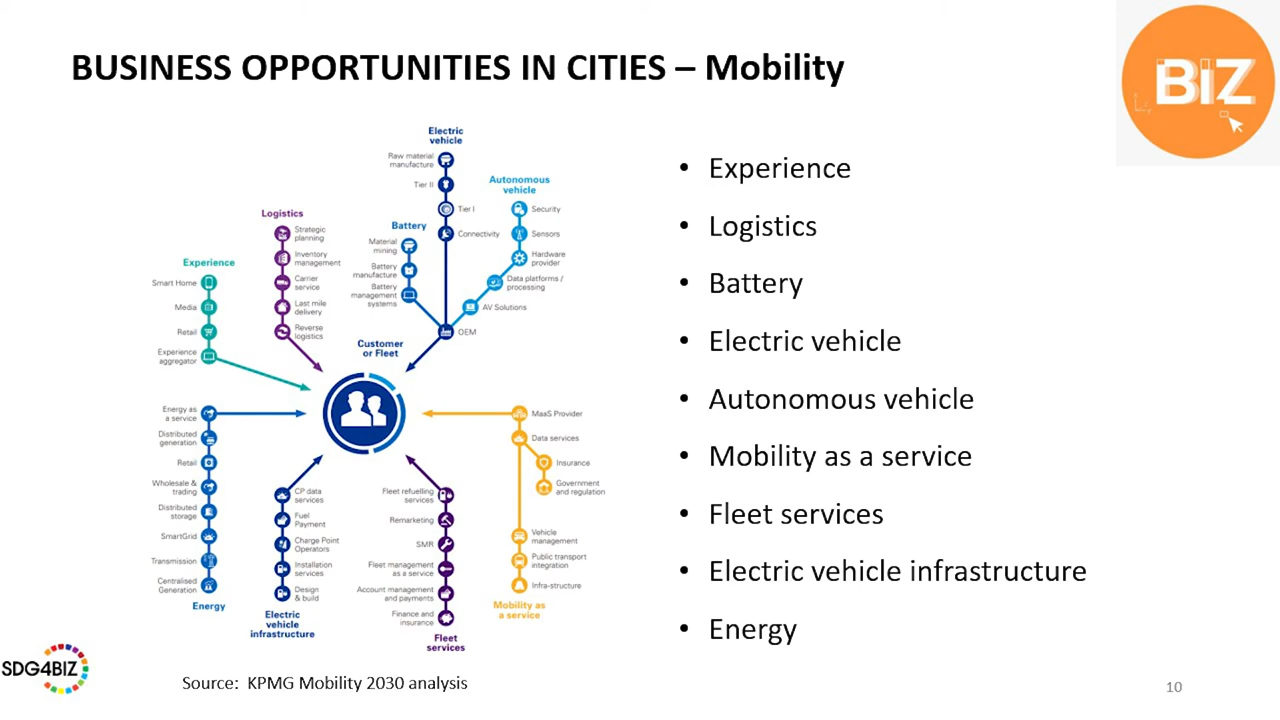 BUSINESS OPPORTUNITIES IN CITIES – Mobility
BiZ
Electric
vehicle
Raw material
manufacture
Tier II
Tier I
Connectivity
Autonomous
vehicle
Security
Sensors
Hardware
provider
Data platforms /
processing
AV Solutions
OEM
Battery
Material
mining
Battery
manufacture
Battery
management
systems
Logistics
Strategic
planning
Inventory
management
Carrier
service
Last mile
delivery
Reverse
logistics
Experience
Smart Home
Media
Retail
Experience
aggregator
Customer
or Fleet
Energy as
a service
Distributed
generation
Retail
Wholesale &
trading
Distributed
storage
SmartGrid
Transmission
Centralised
Generation
Energy
CP data
services
Fuel
Payment
Charge Point
Operators
Installation
services
Design
& build
Electric
vehicle
infrastructure
Fleet refuelling
services
Remarketing
SMR
Fleet management
as a service
Account management
and payments
Finance and
insurance
Fleet
services
MaaS Provider
Data services
Insurance
Government
and regulation
Vehicle
management
Public transport
integration
Infra-structure
Mobility as
a service
• Experience
• Logistics
• Battery
• Electric vehicle
• Autonomous vehicle
• Mobility as a service
• Fleet services
• Electric vehicle infrastructure
• Energy
SDG4BIZ
Source: KPMG Mobility 2030 analysis
10